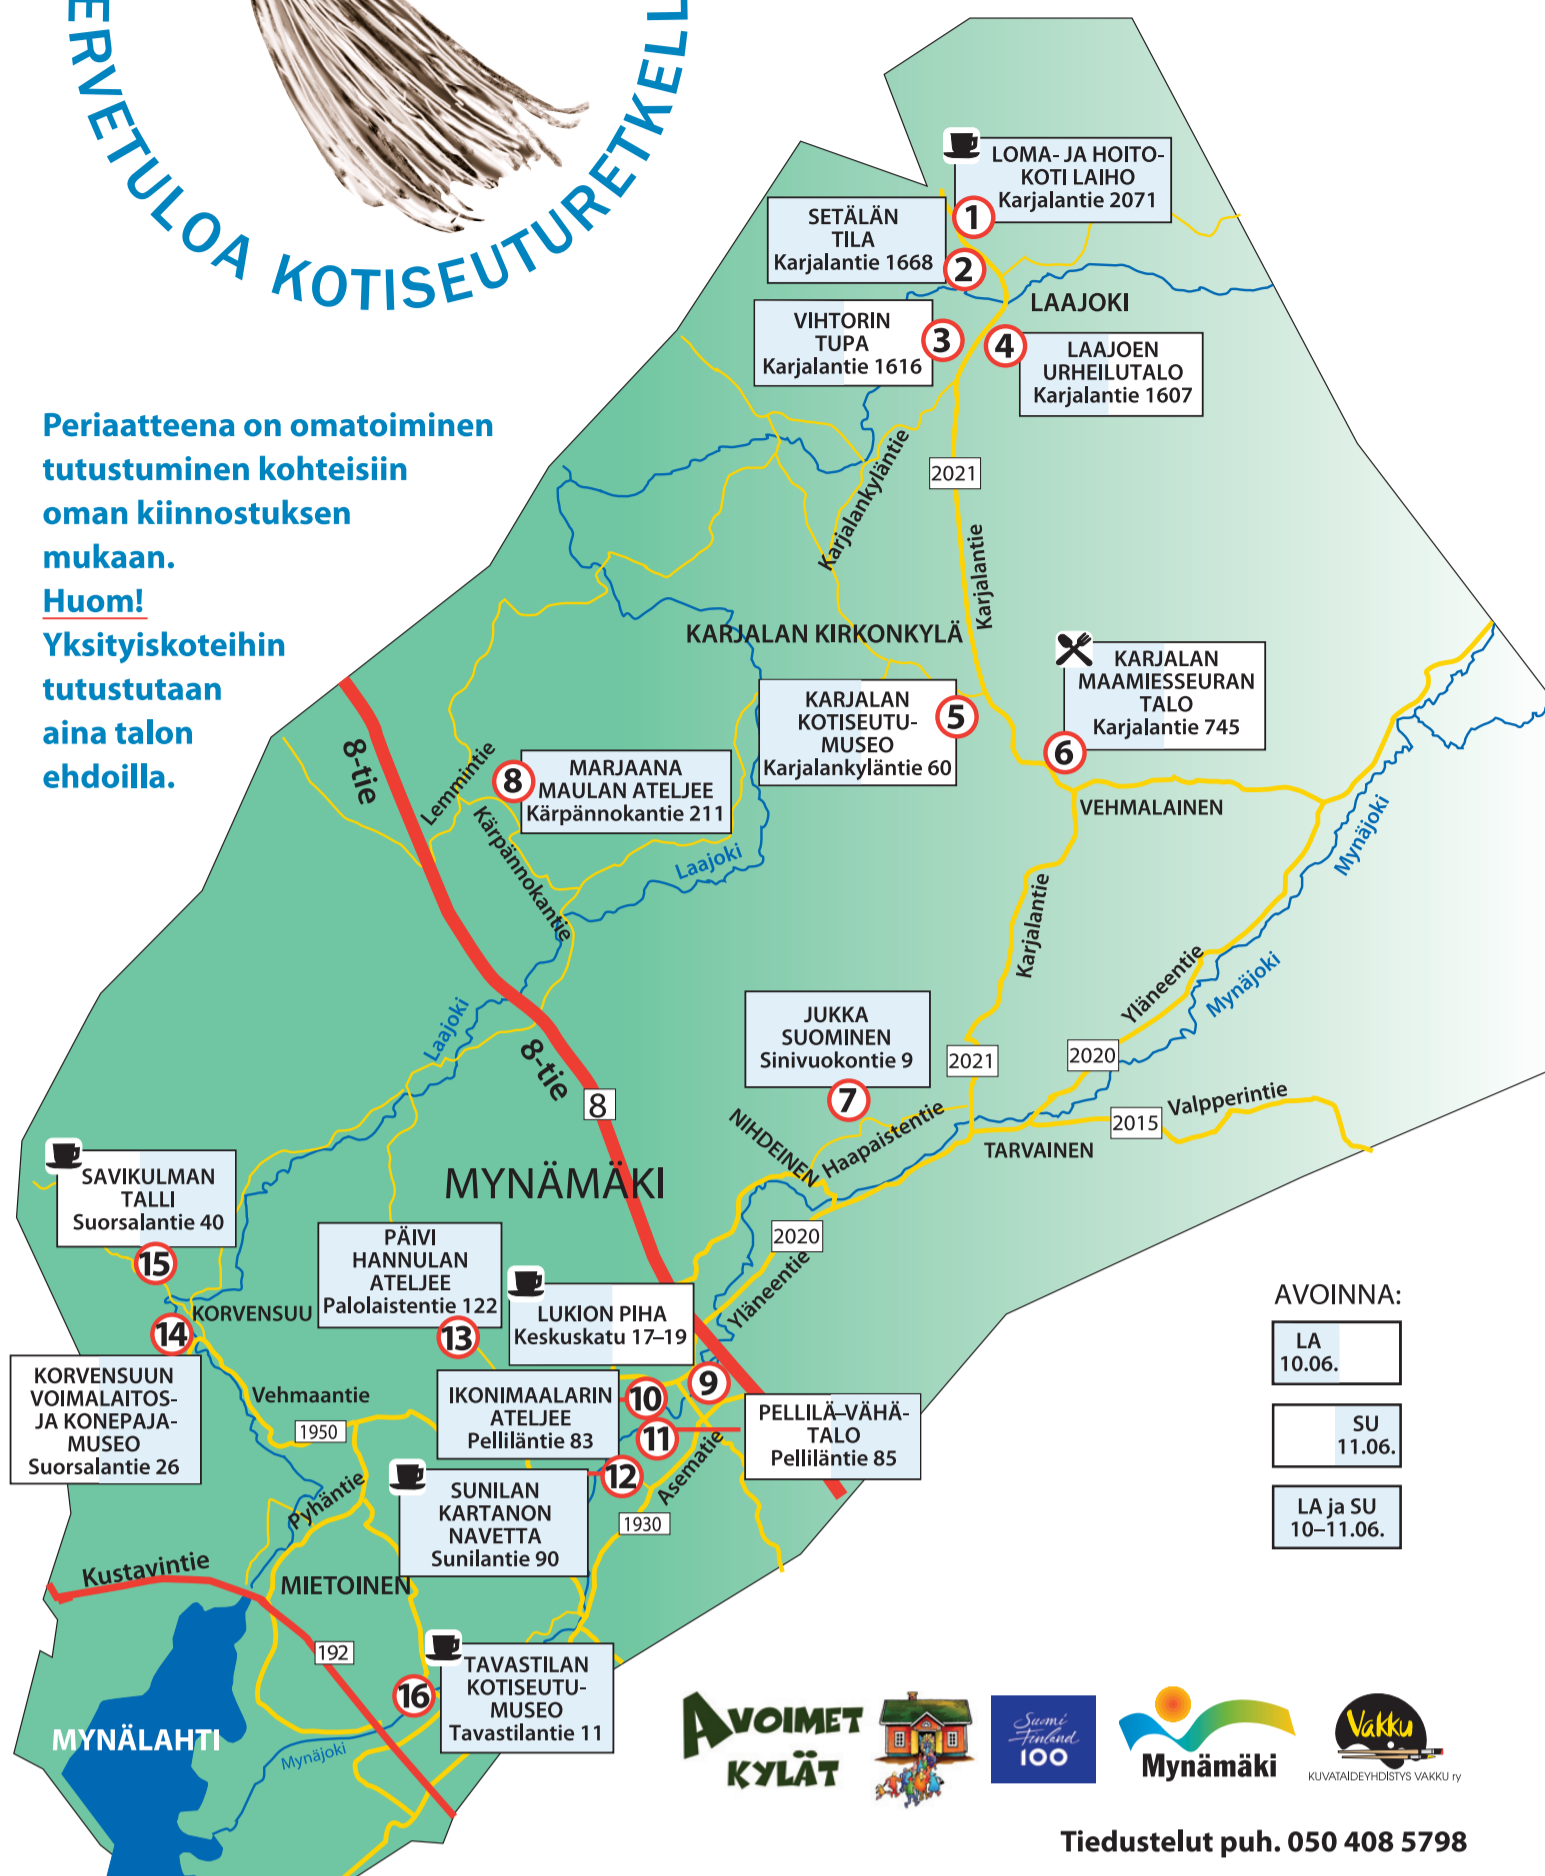 ERVETULOA KOTISEUTURETKELL
LOMA- JA HOITO-
KOTI LAIHO
Karjalantie 2071
1
SETÄLÄN
TILA
Karjalantie 1668
2
LAAJOKI
VIHTORIN
TUPA
Karjalantie 1616
3
4
LAAJOEN
URHEILUTALO
Karjalantie 1607
Periaatteena on omatoiminen
tutustuminen kohteisiin
oman kiinnostuksen
mukaan.
Huom!
Yksityiskoteihin
tutustutaan
aina talon
ehdoilla.
Karjalankyläntie
2021
Karjalantie
KARJALAN KIRKONKYLÄ
KARJALAN
MAAMIESSEURAN
TALO
Karjalantie 745
6
KARJALAN
KOTISEUTU-
MUSEO
Karjalankyläntie 60
5
8-tie
Lemmintie
8
MARJAANA
MAULAN ATELJEE
Kärpännokantie 211
Kärpännokantie
VEHMALAINEN
Mynäjoki
Laajoki
Karjalantie
Yläneentie
Mynäjoki
Laajoki
8-tie
8
JUKKA
SUOMINEN
Sinivuokontie 9
7
2021
2020
2015
Valpperintie
NIHDEINEN
Haapaistentie
TARVAINEN
MYNÄMÄKI
SAVIKULMAN
TALLI
Suorsalantie 40
15
PÄIVI
HANNULAN
ATELJEE
Palolaistentie 122
13
2020
Yläneentie
LUKION PIHA
Keskuskatu 17–19
9
KORVENSUU
14
KORVENSUUN
VOIMALAITOS-
JA KONEPAJA-
MUSEO
Suorsalantie 26
Vehmaantie
1950
IKONIMAALARIN
ATELJEE
Pelliläntie 83
10
11
PELLILÄ–VÄHÄ-
TALO
Pelliläntie 85
12
SUNILAN
KARTANON
NAVETTA
Sunilantie 90
Asematie
1930
Pyhäntie
Kustavintie
MIETOINEN
192
16
TAVASTILAN
KOTISEUTU-
MUSEO
Tavastilantie 11
MYNÄLAHTI
Mynäjoki
AVOINNA:
LA
10.06.
SU
11.06.
LA ja SU
10–11.06.
AVOIMET
KYLÄT
Suomi
Finland
100
Mynämäki
Vakku
KUVATAIDEYHDISTYS VAKKU ry
Tiedustelut puh. 050 408 5798